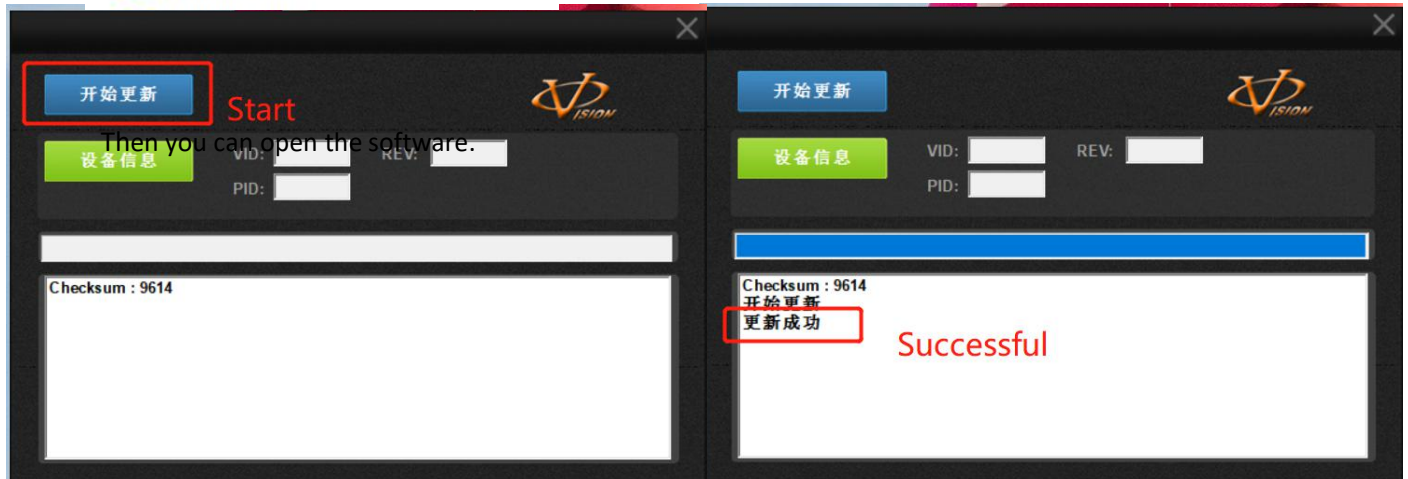 开始更新
Start
Then you can open the software.
设备信息
VID:
REV:
PID:
Checksum : 9614
VISION
开始更新
设备信息
VID:
REV:
PID:
Checksum : 9614
开始更新
更新成功
Successful
VISION